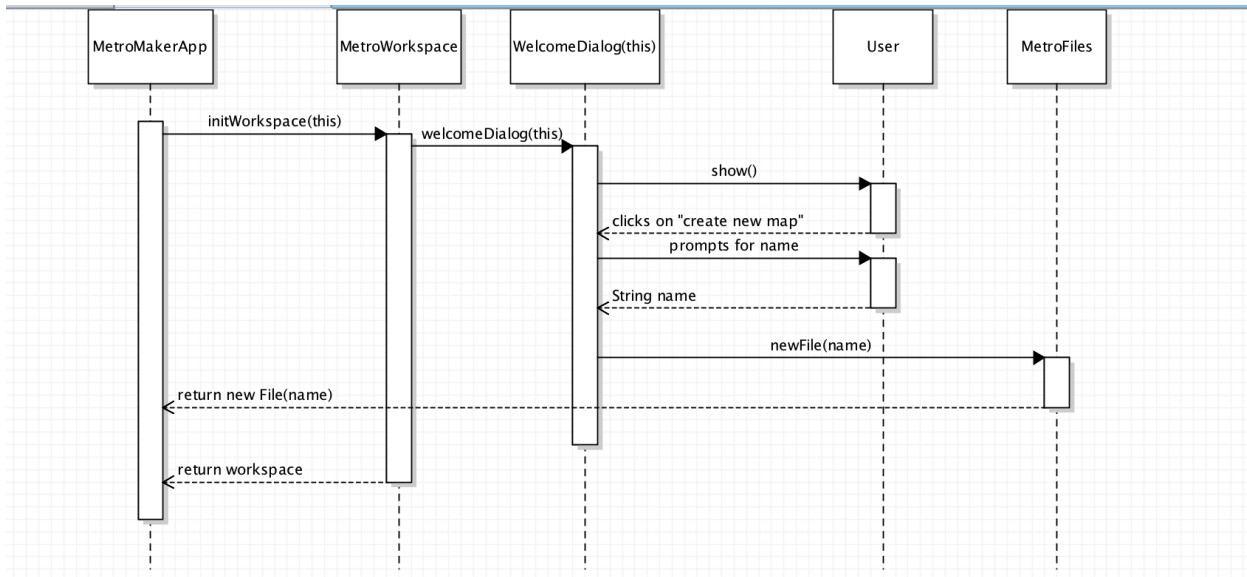 MetroMakerApp
MetroWorkspace
WelcomeDialog(this)
User
MetroFiles
initWorkspace(this)
welcomeDialog(this)
show()
clicks on "create new map"
prompts for name
String name
newFile(name)
return new File(name)
return workspace